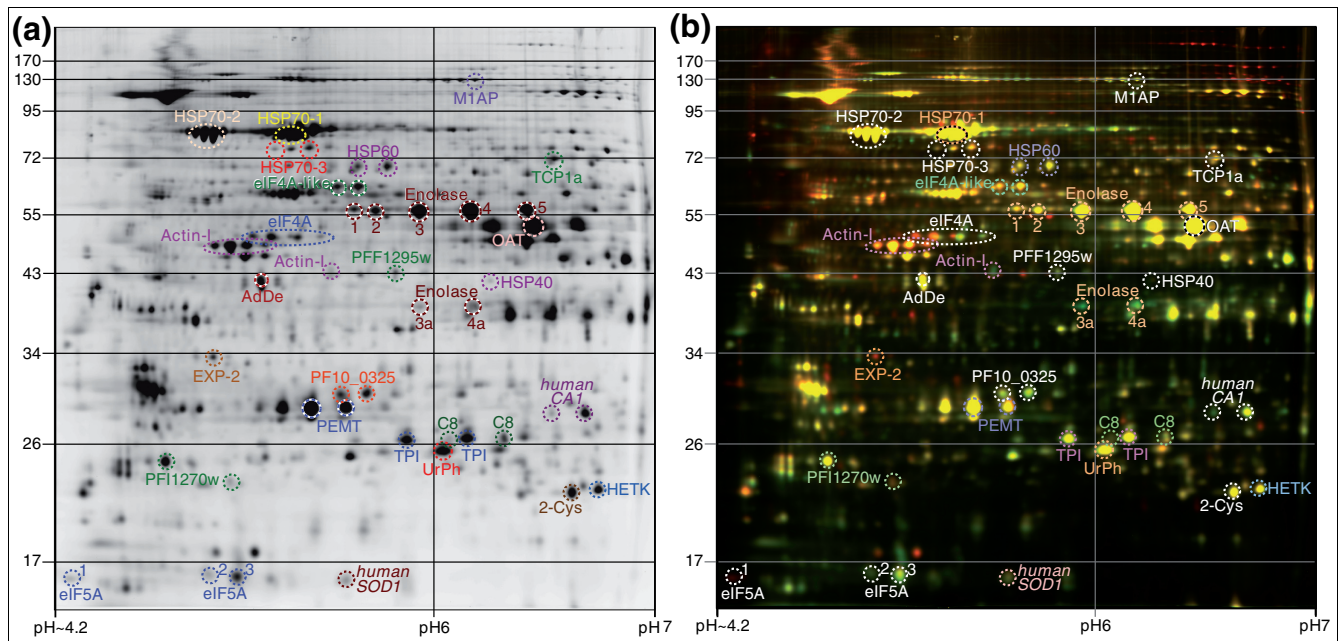 (a)
170
130
M1AP
95
HSP70-2
HSP70-1
72
HSP60
HSP70-3
TCP1a
eIF4A-like
Enolase
55
1
2
3
4
5
eIF4A
OAT
Actin-I
Actin-I
PFF1295w
43
HSP40
AdDe
Enolase
3a
4a
34
EXP-2
PF10_0325
human
CA1
PEMT
C8
C8
26
TPI
TPI
UrPh
PFI1270w
HETK
2-Cys
17
1
2
3
eIF5A
eIF5A
human
SOD1
pH~4.2
pH6
pH7
(b)
170
130
M1AP
95
HSP70-2
HSP70-1
72
HSP60
HSP70-3
TCP1a
eIF4A-like
Enolase
55
1
2
3
4
5
eIF4A
OAT
Actin-I
Actin-I
PFF1295w
43
HSP40
AdDe
Enolase
3a
4a
34
EXP-2
PF10_0325
human
CA1
PEMT
C8
C8
26
TPI
TPI
UrPh
PFI1270w
HETK
2-Cys
17
1
2
3
eIF5A
eIF5A
human
SOD1
pH~4.2
pH6
pH7